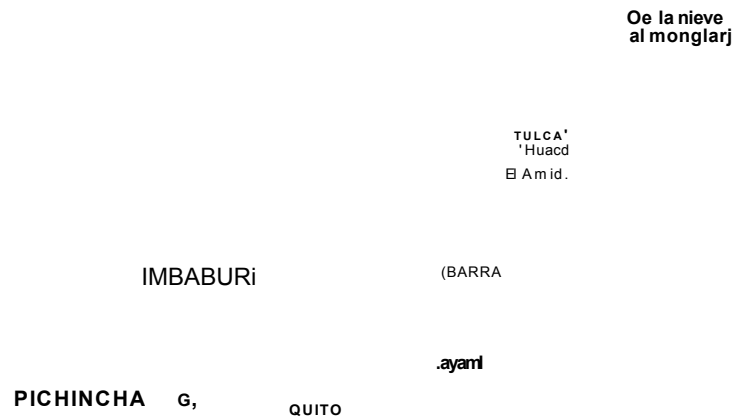 Oe la nieve
al monglarj
TULCA'
'Huacd
El Amid.
IMBABURi
(BARRA
.ayaml
PICHINCHA G,
QUITO